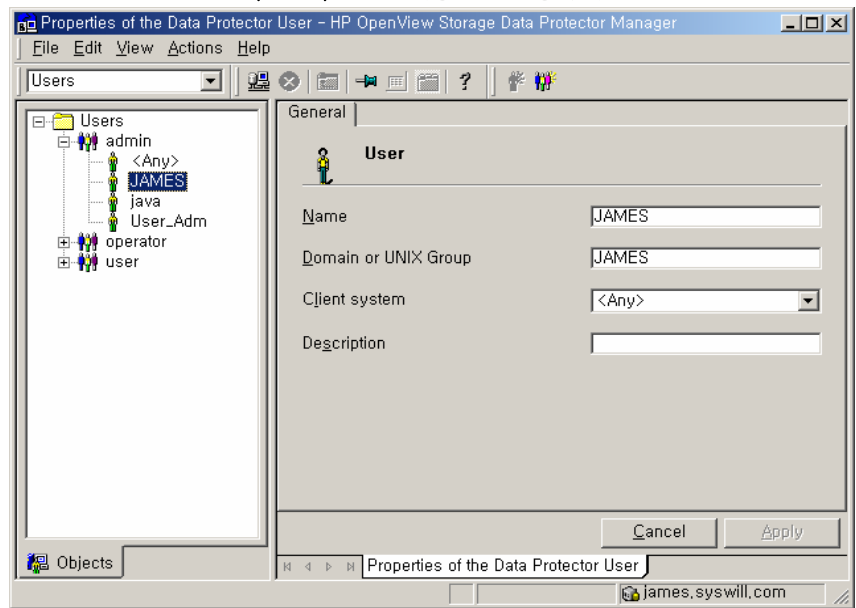 Properties of the Data Protector User - HP OpenView Storage Data Protector Manager
File Edit View Actions Help
Users
Users
admin
<Any>
JAMES
java
User_Adm
operator
user
Objects
General
User
Name JAMES
Domain or UNIX Group JAMES
Client system <Any>
Description
Cancel Apply
Properties of the Data Protector User
james.syswill.com